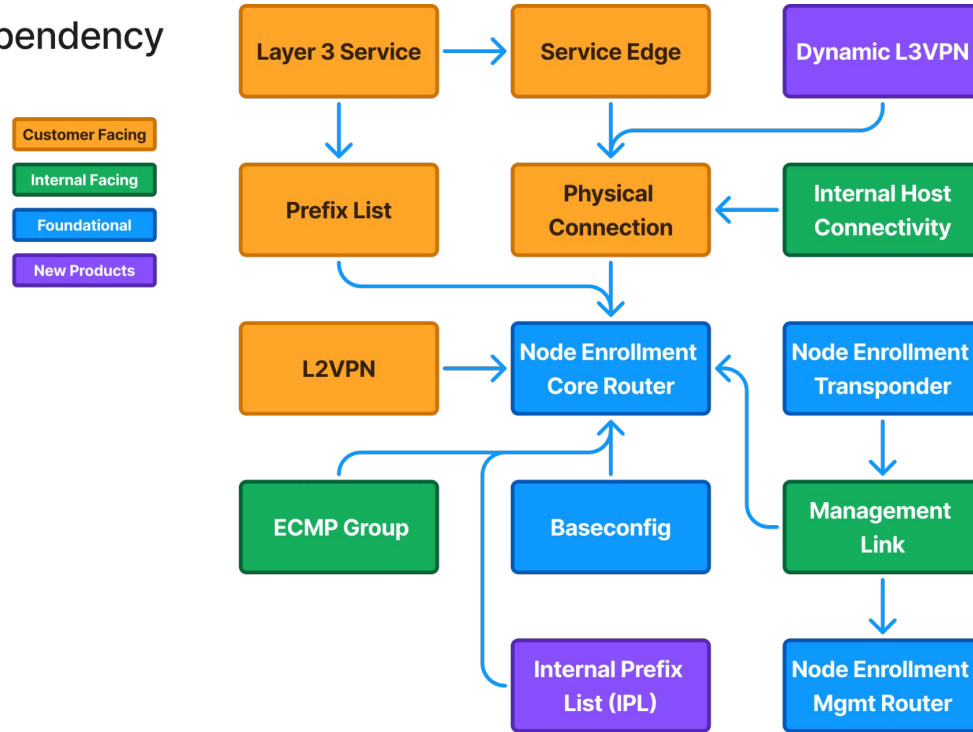 pendency
Customer Facing
Internal Facing
Foundational
New Products
Layer 3 Service
Service Edge
Dynamic L3VPN
Prefix List
Physical
Connection
Internal Host
Connectivity
L2VPN
Node Enrollment
Core Router
Node Enrollment
Transponder
ECMP Group
Baseconfig
Management
Link
Internal Prefix
List (IPL)
Node Enrollment
Mgmt Router